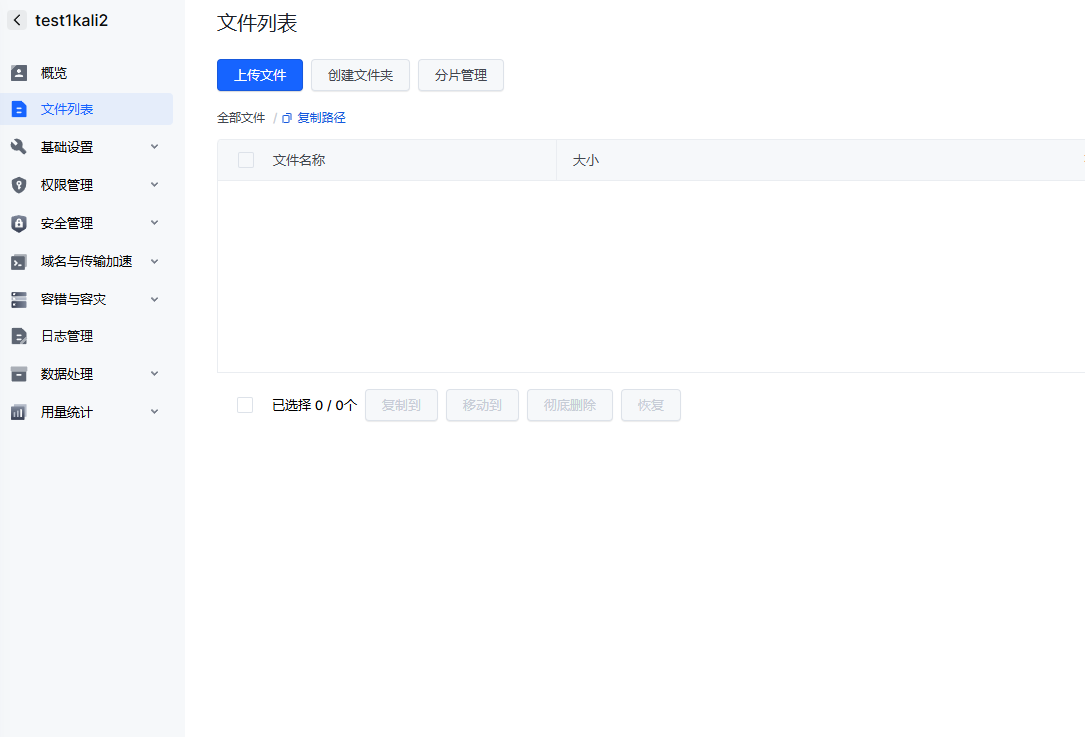 test1kali2
概览
文件列表
基础设置
权限管理
安全管理
域名与传输加速
容错与容灾
日志管理
数据处理
用量统计
文件列表
上传文件 创建文件夹 分片管理
全部文件 / 复制路径
文件名称 大小
已选择 0 / 0个 复制到 移动到 彻底删除 恢复